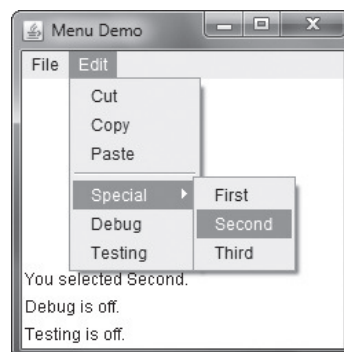 Menu Demo
File Edit
Cut
Copy
Paste
Special
First
Debug
Second
Testing
Third
You selected Second.
Debug is off.
Testing is off.